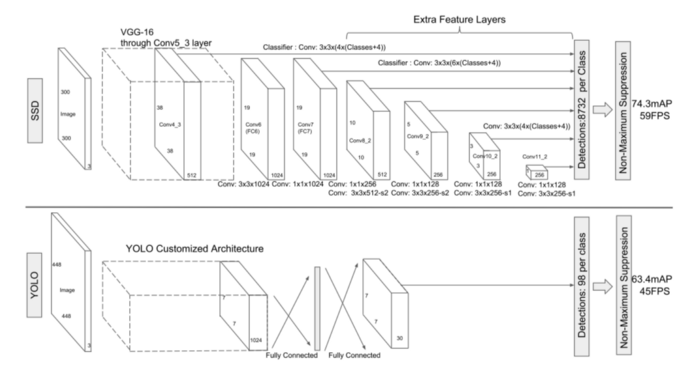 Extra Feature Layers
VGG-16
through Conv5_3 layer
Classifier : Conv: 3x3x(4x(Classes+4))
Classifier : Conv: 3x3x(6x(Classes+4))
SSD
300
Image
300
3
38
Conv4_3
38
512
19
Conv6
(FC6)
19
1024
19
Conv7
(FC7)
19
1024
10
Conv8_2
10
512
5
Conv9_2
5
256
Conv: 3x3x(4x(Classes+4))
3
Conv10_2
3
256
Conv11_2
256
Conv: 3x3x1024
Conv: 1x1x1024
Conv: 1x1x256
Conv: 3x3x512-s2
Conv: 1x1x128
Conv: 3x3x256-s2
Conv: 1x1x128
Conv: 3x3x256-s1
Conv: 1x1x128
Conv: 3x3x256-s1
Detections:8732 per Class
Non-Maximum Suppression
74.3mAP
59FPS
YOLO
448
Image
448
3
YOLO Customized Architecture
7
7
1024
Fully Connected
Fully Connected
7
7
30
Detections: 98 per class
Non-Maximum Suppression
63.4mAP
45FPS